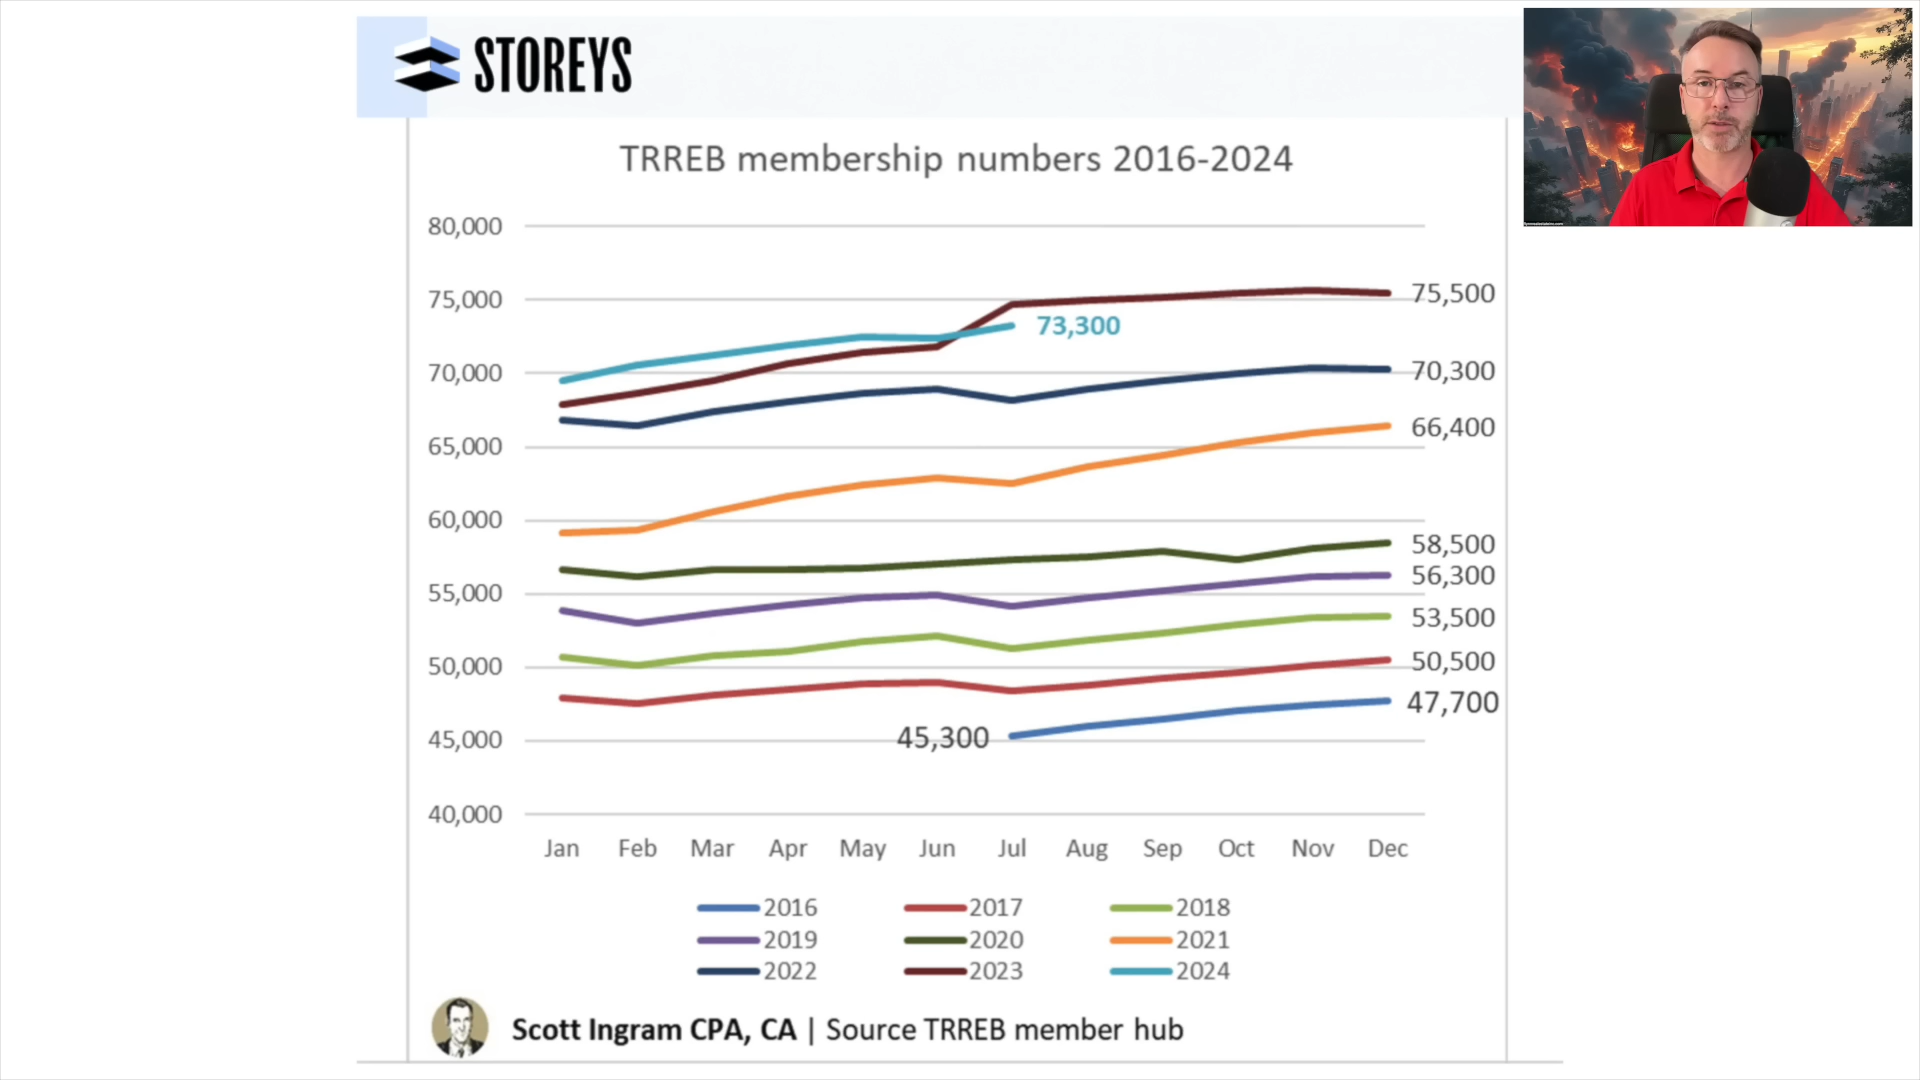 STOREYS
TRREB membership numbers 2016-2024
80,000
75,000
75,500
73,300
70,000
70,300
66,400
65,000
60,000
58,500
56,300
55,000
53,500
50,000
50,500
47,700
45,300
45,000
40,000
Jan Feb Mar Apr May Jun Jul Aug Sep Oct Nov Dec
2016 2017 2018
2019 2020 2021
2022 2023 2024
Scott Ingram CPA, CA | Source TRREB member hub